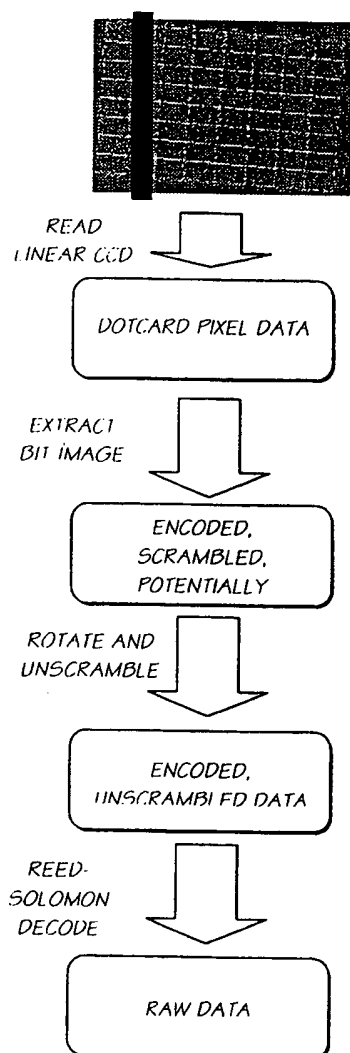 READ
LINEAR CCD
DOTCARD PIXEL DATA
EXTRACT
BIT IMAGE
ENCODED,
SCRAMBLED,
POTENTIALLY
ROTATE AND
UNSCRAMBLE
ENCODED,
UNSCRAMBLED DATA
REED-
SOLOMON
DECODE
RAW DATA